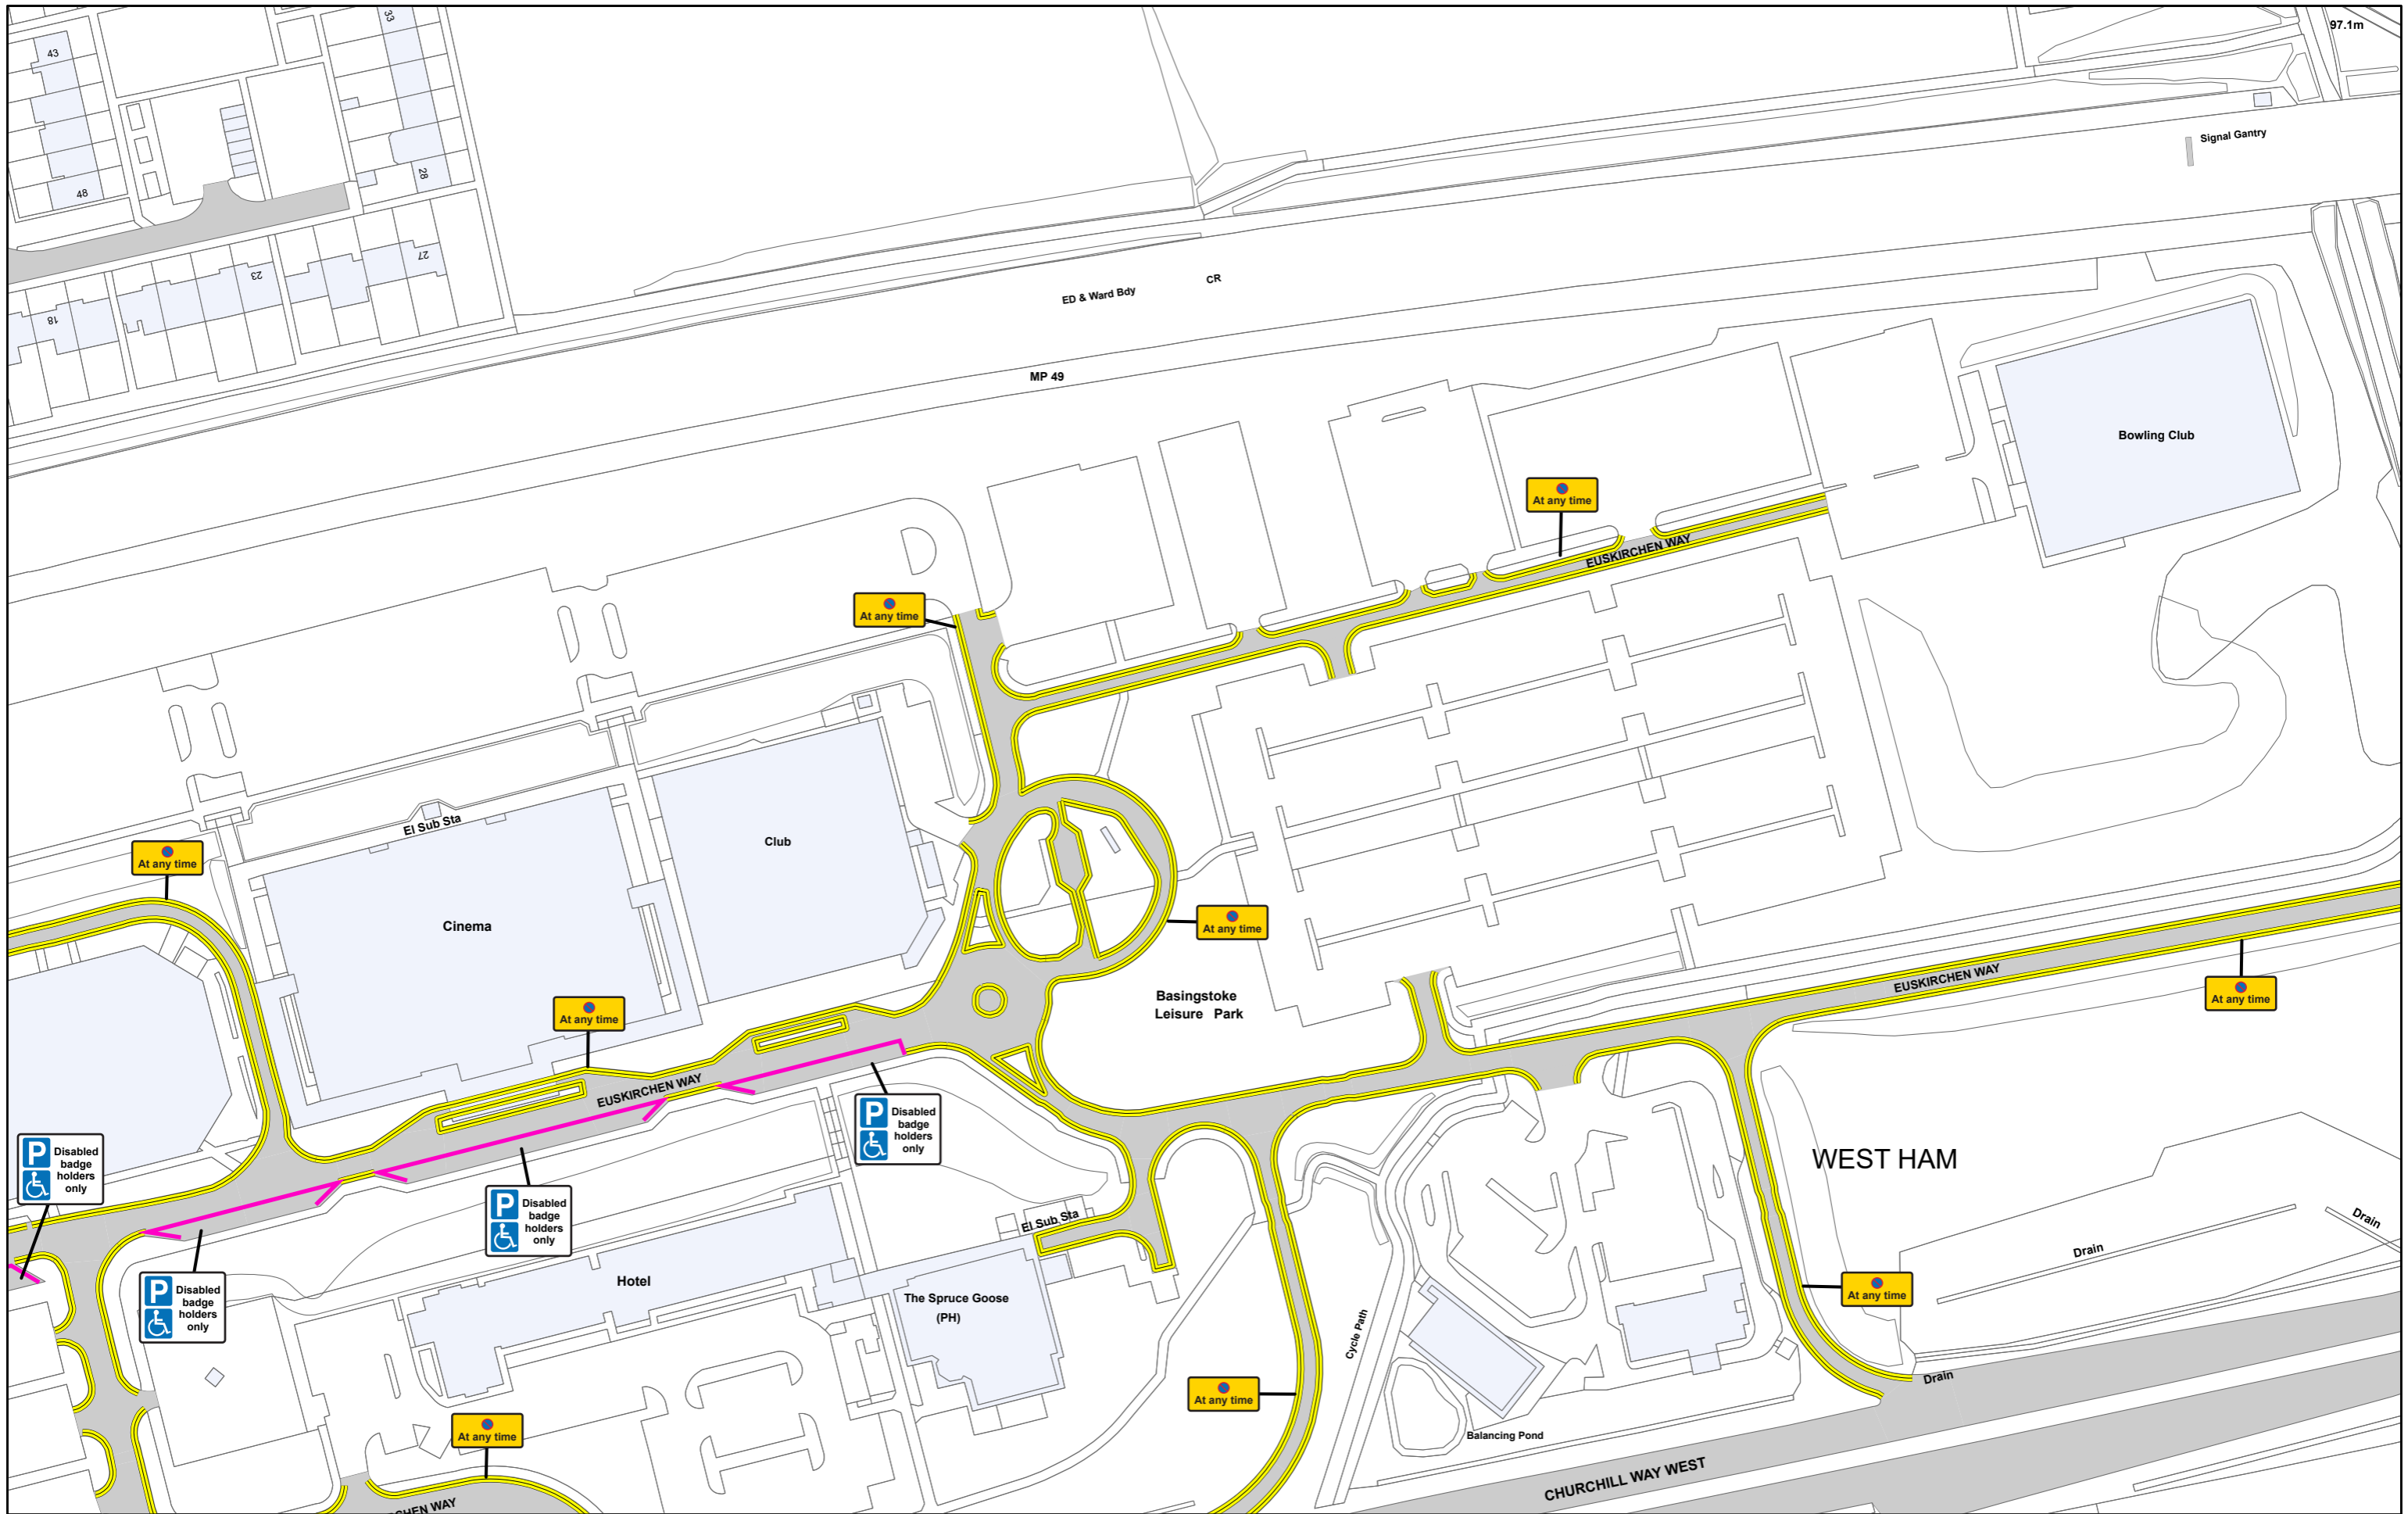 33
97.1m
43
Signal Gantry
28
48
27
23
CR
ED & Ward Bdy
18
MP 49
Bowling Club
At any time
EUSKIRCHEN WAY
At any time
El Sub Sta
Club
At any time
Cinema
At any time
EUSKIRCHEN WAY
At any time
Basingstoke
Leisure Park
At any time
EUSKIRCHEN WAY
P
Disabled
badge
holders
only
P
Disabled
badge
holders
only
WEST HAM
P
Disabled
badge
holders
only
El Sub Sta
Drain
Drain
Hotel
P
Disabled
badge
holders
only
The Spruce Goose
(PH)
At any time
Cycle Path
Drain
At any time
At any time
Balancing Pond
CHURCHILL WAY WEST
CHEN WAY